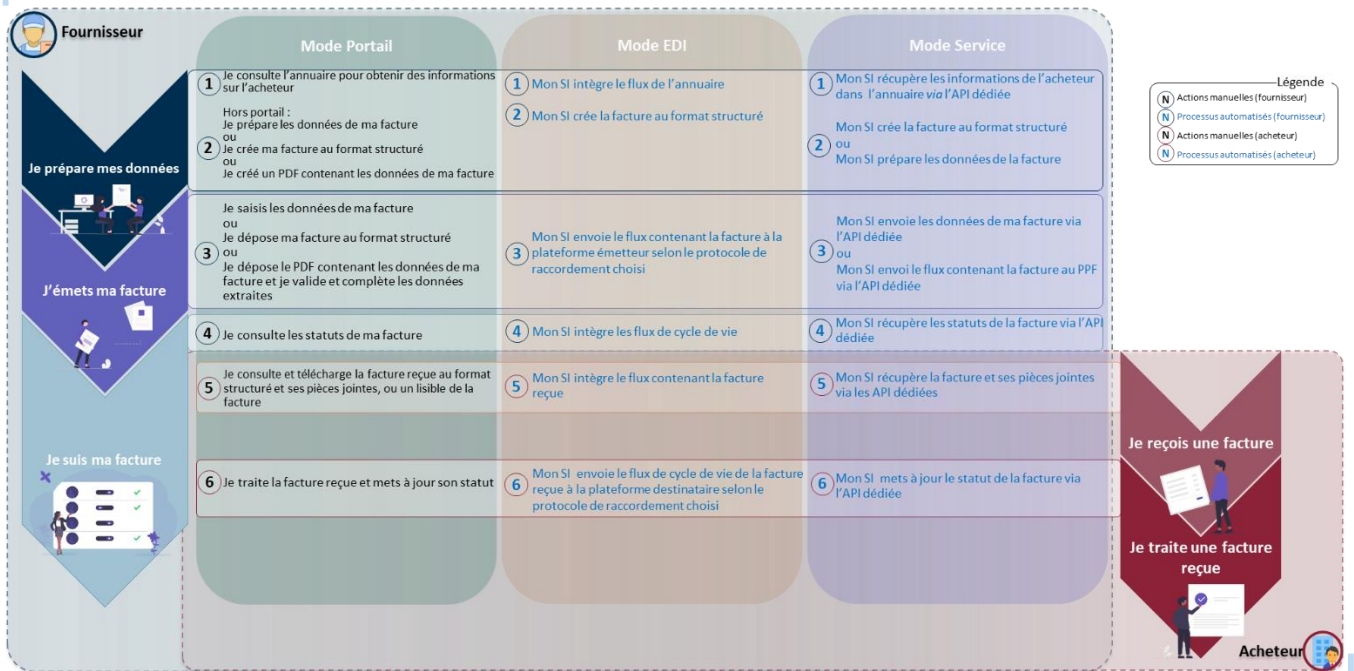 Fournisseur
Mode Portail
Mode EDI
Mode Service
Légende
N Actions manuelles (fournisseur)
N Processus automatisés (fournisseur)
N Actions manuelles (acheteur)
N Processus automatisés (acheteur)
Je prépare mes données
1 Je consulte l'annuaire pour obtenir des informations
sur l'acheteur
Hors portail :
Je prépare les données de ma facture
ou
2 Je crée ma facture au format structuré
ou
Je créé un PDF contenant les données de ma facture
1 Mon SI intègre le flux de l'annuaire
2 Mon SI crée la facture au format structuré
1 Mon SI récupère les informations de l'acheteur
dans l'annuaire via l'API dédiée
Mon SI crée la facture au format structuré
2 ou
Mon SI prépare les données de la facture
J'émets ma facture
Je saisis les données de ma facture
ou
Je dépose ma facture au format structuré
3 ou
Je dépose le PDF contenant les données de ma
facture et je valide et complète les données
extraites
Mon SI envoie le flux contenant la facture à la
3 plateforme émetteur selon le protocole de
raccordement choisi
Mon SI envoie les données de ma facture via
l'API dédiée
3 ou
Mon SI envoi le flux contenant la facture au PPF
via l'API dédiée
4 Je consulte les statuts de ma facture
4 Mon SI intègre les flux de cycle de vie
4 Mon SI récupère les statuts de la facture via l'API
dédiée
Je suis ma facture
Je consulte et télécharge la facture reçue au format
5 structuré et ses pièces jointes, ou un lisible de la
facture
5 Mon SI intègre le flux contenant la facture
reçue
5 Mon SI récupère la facture et ses pièces jointes
via les API dédiées
Je reçois une facture
6 Je traite la facture reçue et mets à jour son statut
Mon SI envoie le flux de cycle de vie de la facture
6 reçue à la plateforme destinataire selon le
protocole de raccordement choisi
6 Mon SI mets à jour le statut de la facture via
l'API dédiée
Je traite une facture
reçue
Acheteur